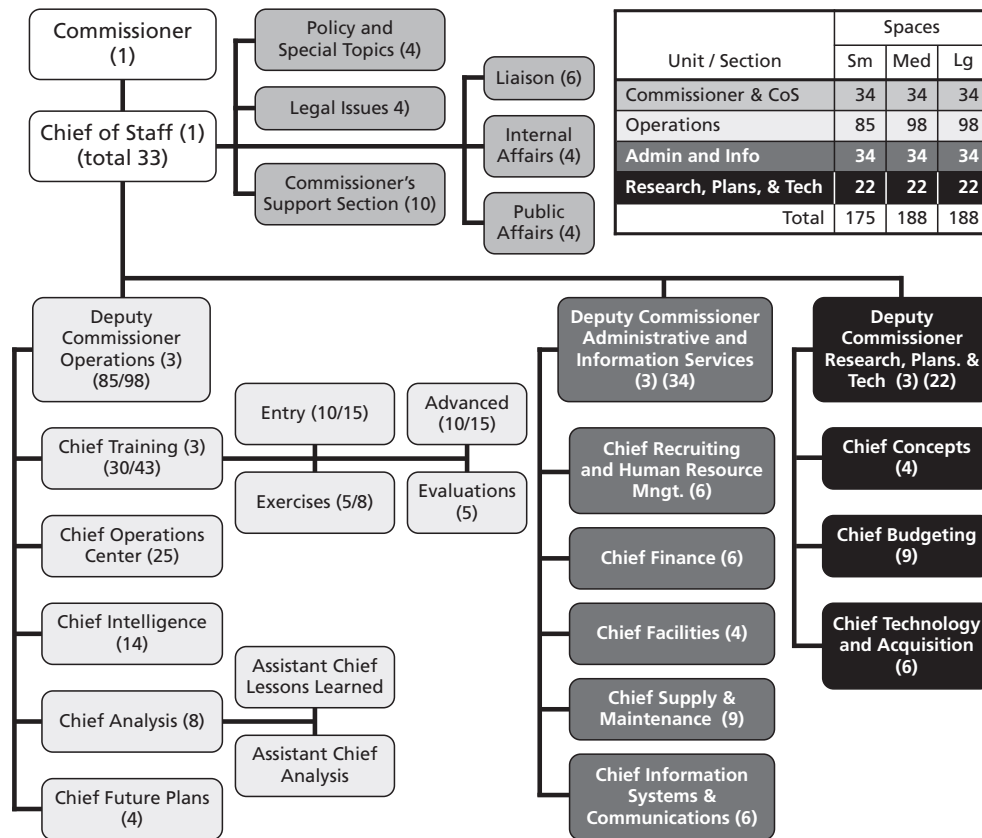 Commissioner
(1)
Chief of Staff (1)
(total 33)
Policy and
Special Topics (4)
Legal Issues 4)
Commissioner's
Support Section (10)
Liaison (6)
Internal
Affairs (4)
Public
Affairs (4)
Spaces
Unit / Section Sm Med Lg
Commissioner & CoS 34 34 34
Operations 85 98 98
Admin and Info 34 34 34
Research, Plans, & Tech 22 22 22
Total 175 188 188
Deputy
Commissioner
Operations (3)
(85/98)
Chief Training (3)
(30/43)
Entry (10/15)
Advanced
(10/15)
Exercises (5/8)
Evaluations
(5)
Chief Operations
Center (25)
Chief Intelligence
(14)
Chief Analysis (8)
Assistant Chief
Lessons Learned
Assistant Chief
Analysis
Chief Future Plans
(4)
Deputy Commissioner
Administrative and
Information Services
(3) (34)
Chief Recruiting
and Human Resource
Mngt. (6)
Chief Finance (6)
Chief Facilities (4)
Chief Supply &
Maintenance (9)
Chief Information
Systems &
Communications (6)
Deputy
Commissioner
Research, Plans. &
Tech (3) (22)
Chief Concepts
(4)
Chief Budgeting
(9)
Chief Technology
and Acquisition
(6)